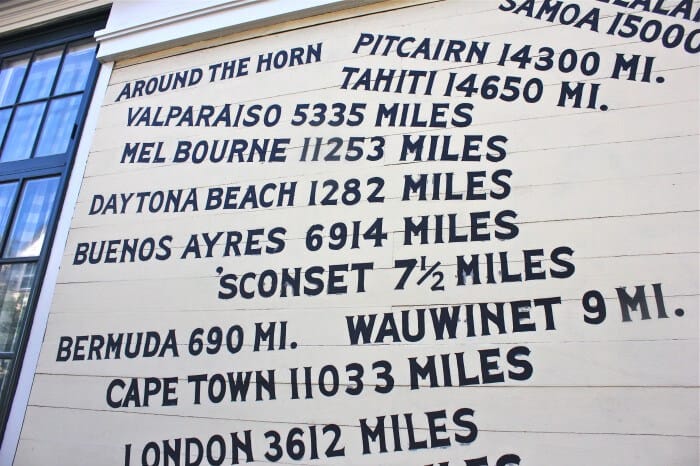 SAMOA 15000
AROUND THE HORN PITCAIRN 14300 MI.
TAHITI 14650 MI.
VALPARAISO 5335 MILES
MELBOURNE 11253 MILES
DAYTONA BEACH 1282 MILES
BUENOS AYRES 6914 MILES
'SCONSET 7½ MILES
BERMUDA 690 MI. WAUWINET 9 MI.
CAPE TOWN 11033 MILES
LONDON 3612 MILES